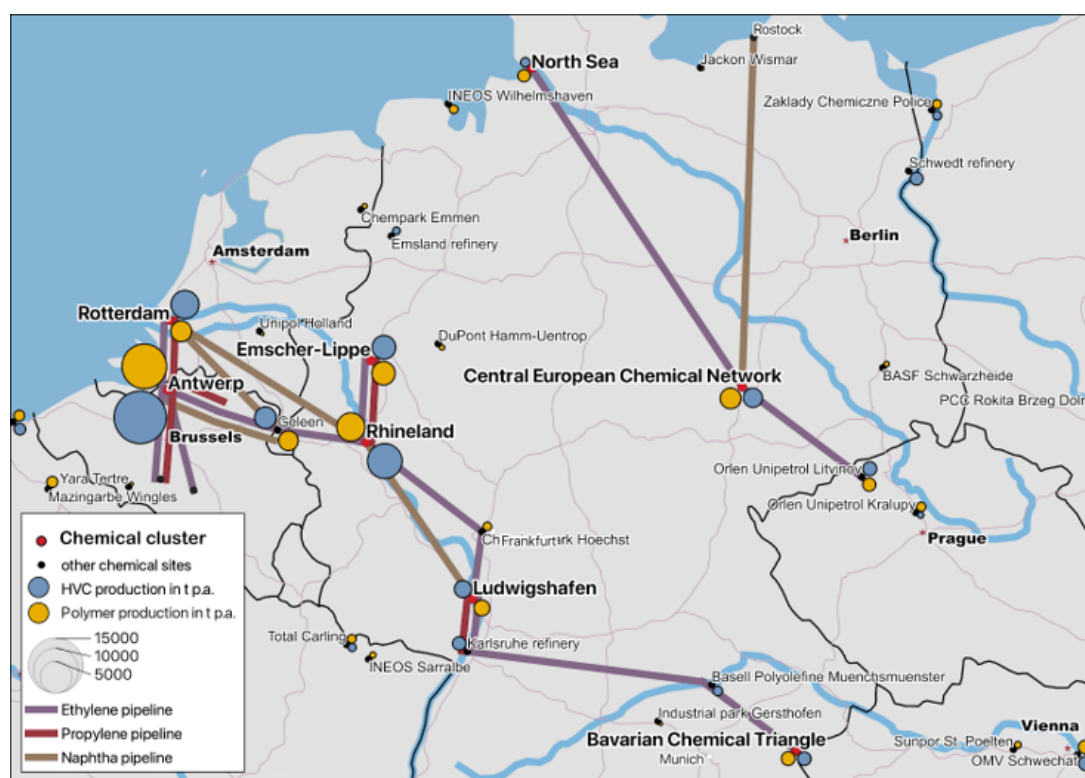 Rostock
North Sea
Jackon Wismar
INEOS Wilhelmshaven
Zaklady Chemiczne Police
Schwedt refinery
Chempark Emmen
Emsland refinery
Berlin
Amsterdam
Rotterdam
Unipol Holland
Emscher-Lippe
DuPont Hamm-Uentrop
Central European Chemical Network
BASF Schwarzheide
PCC Rokita Brzeg Doln
Antwerp
Geleen
Brussels
Rhineland
Orlen Unipetrol Litvinov
Yara Tertre
Mazingarbe Wingles
Orlen Unipetrol Kralupy
Prague
Frankfurt
rk Hoechst
Ludwigshafen
Total Carling
Karlsruhe refinery
INEOS Sarralbe
Basell Polyolefine Muenchsmuenster
Industrial park Gersthofen
Bavarian Chemical Triangle
Munich
Vienna
Sunpor St. Poelten
OMV Schwechat
Chemical cluster
other chemical sites
HVC production in t p.a.
Polymer production in t p.a.
15000
10000
5000
Ethylene pipeline
Propylene pipeline
Naphtha pipeline